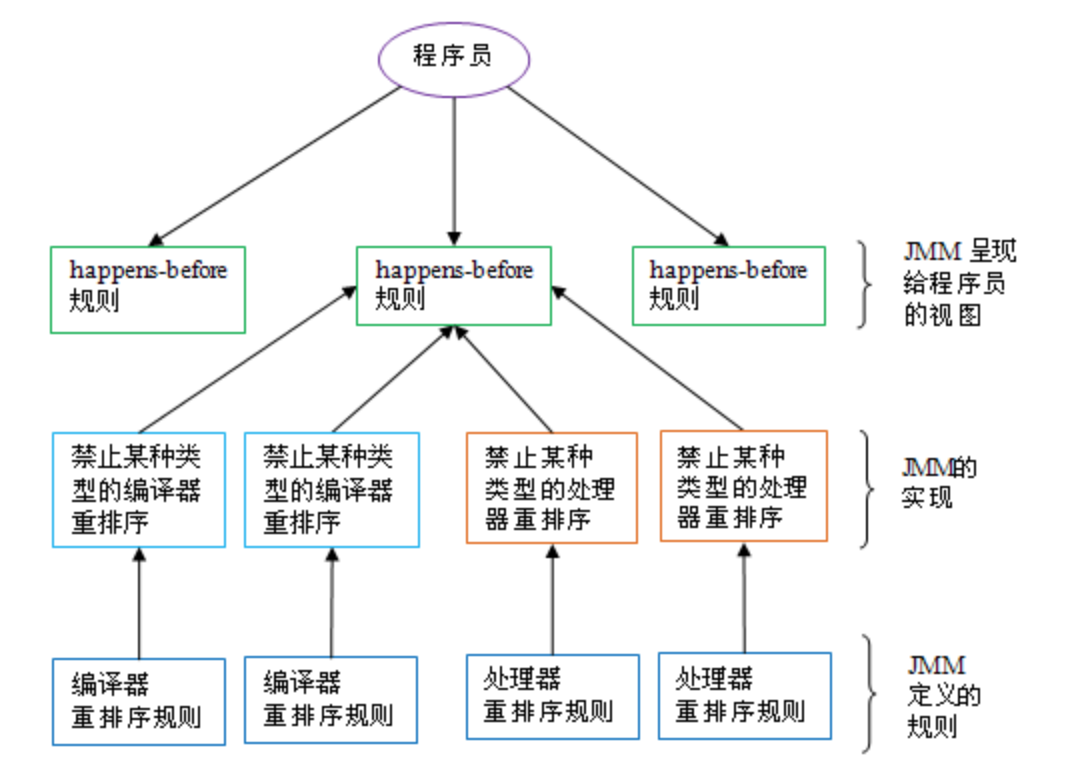 程序员
happens-before
规则
happens-before
规则
happens-before
规则
JMM 呈现
给程序员
的视图
禁止某种类
型的编译器
重排序
禁止某种类
型的编译器
重排序
禁止某种
类型的处理
器重排序
禁止某种
类型的处理
器重排序
JMM的
实现
编译器
重排序规则
编译器
重排序规则
处理器
重排序规则
处理器
重排序规则
JMM
定义的
规则